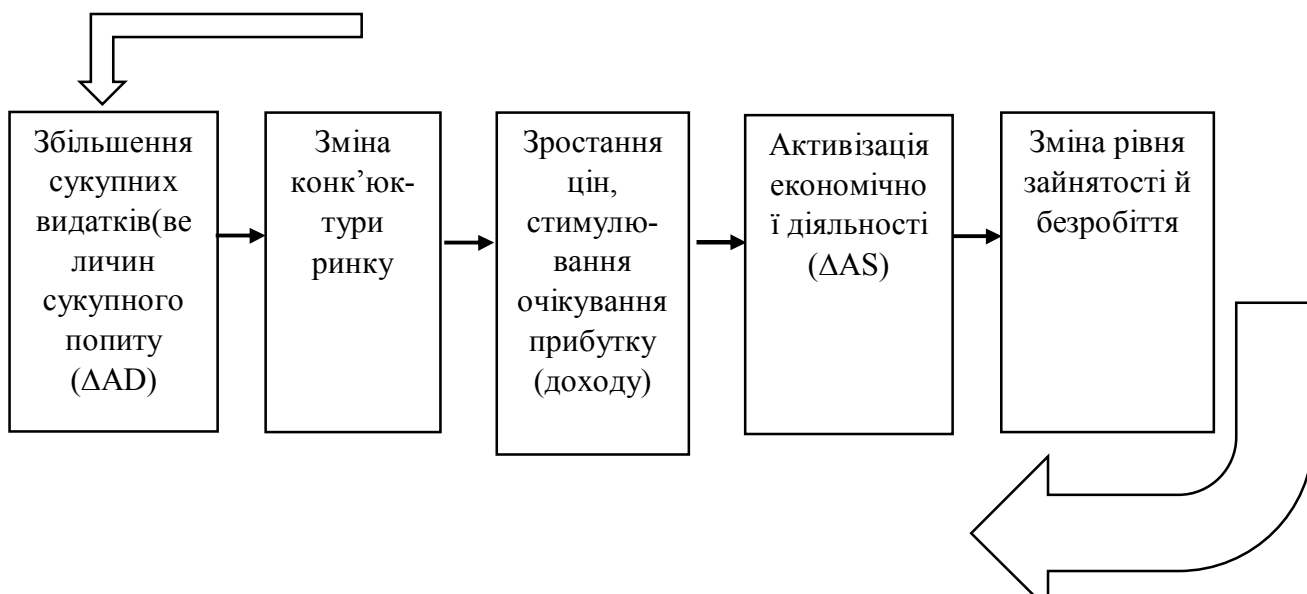 Збільшення
сукупних
видатків(ве
личин
сукупного
попиту
(ΔAD)
Зміна
конк’юк-
тури
ринку
Зростання
цін,
стимулю-
вання
очікування
прибутку
(доходу)
Активізація
економічно
ї діяльності
(ΔAS)
Зміна рівня
зайнятості й
безробіття